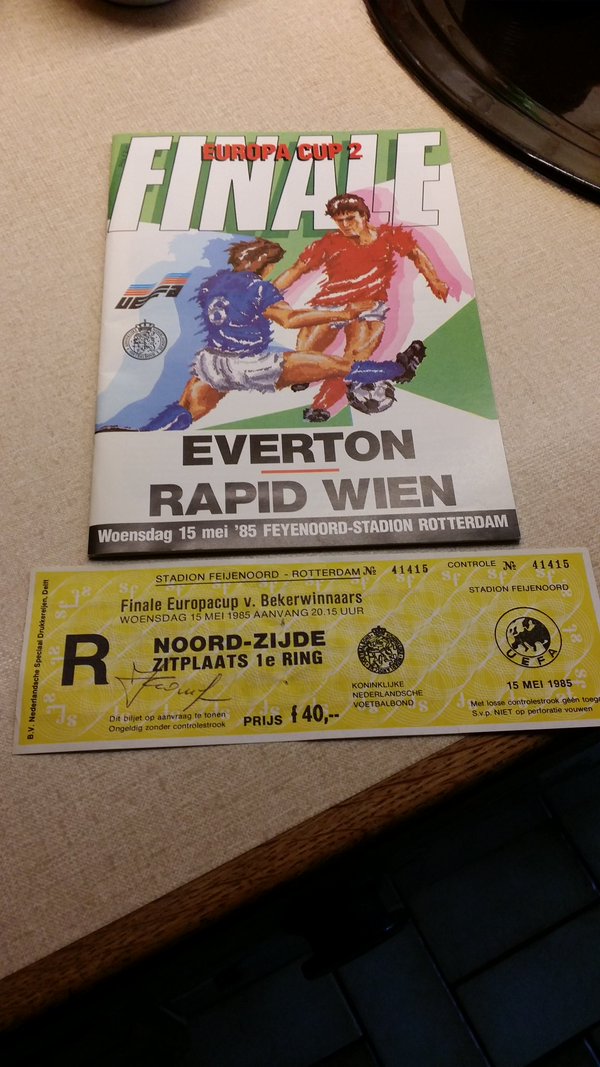 EUROPA CUP 2
FINALE
6
UEFA
EVERTON
RAPID WIEN
Woensdag 15 mei '85 FEYENOORD-STADION ROTTERDAM
B.V. Nederlandsche Speciaal Drukkerijen, Delft
STADION FEIJENOORD - ROTTERDAM № 41415
Finale Europacup v. Bekerwinnaars
WOENSDAG 15 MEI 1985 AANVANG 20.15 UUR
R
NOORD-ZIJDE
ZITPLAATS 1e RING
Dit biljet op aanvraag te tonen
Ongeldig zonder controlestrook
PRIJS f 40,--
KONINKLIJKE
NEDERLANDSCHE
VOETBALBOND
CONTROLE № 41415
STADION FEIJENOORD
UEFA
15 MEI 1985
Met losse controlestrook géén
S.v.p. NIET op perforatie vouwen